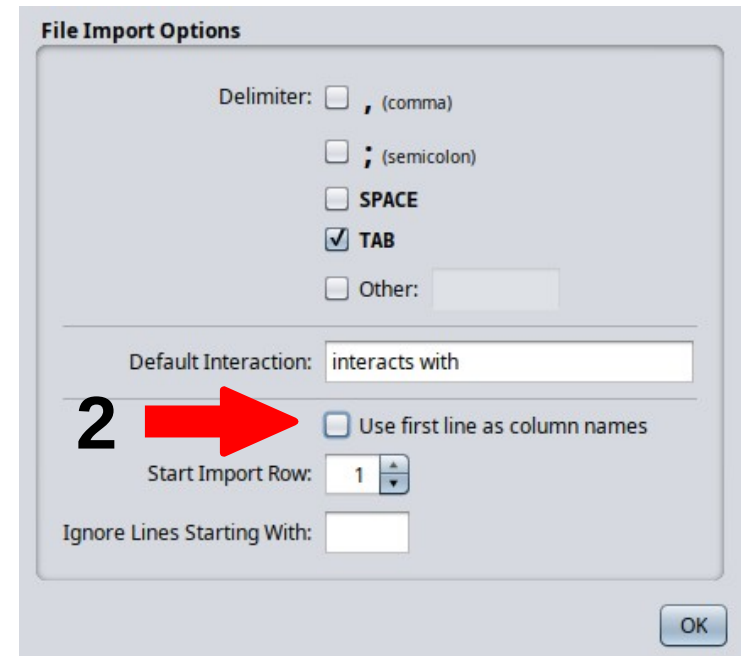 File Import Options
Delimiter: , (comma)
; (semicolon)
SPACE
TAB
Other:
Default Interaction: interacts with
2 Use first line as column names
Start Import Row: 1
Ignore Lines Starting With:
OK